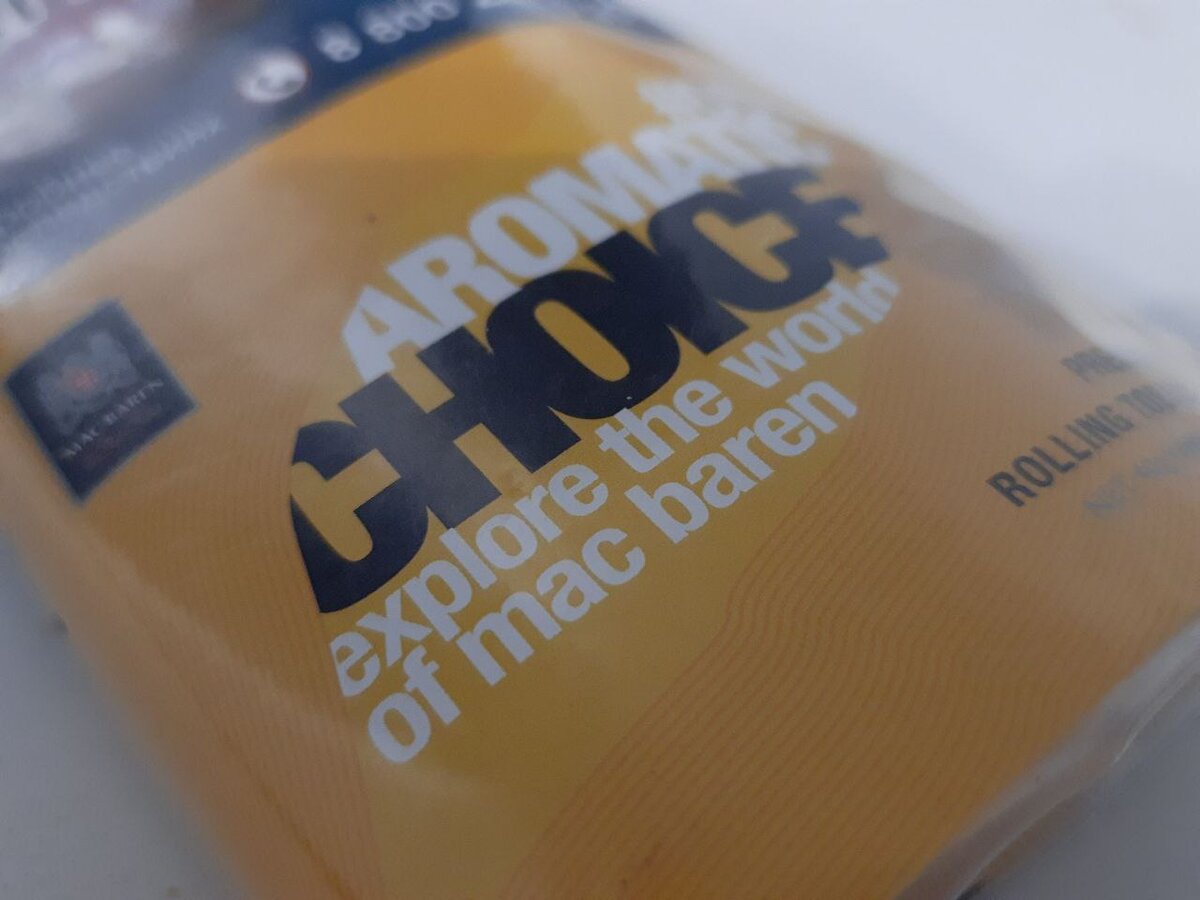 8 800
AROMATIC
CHOICE
explore the world
of mac baren
MAC BAREN
ROLLING